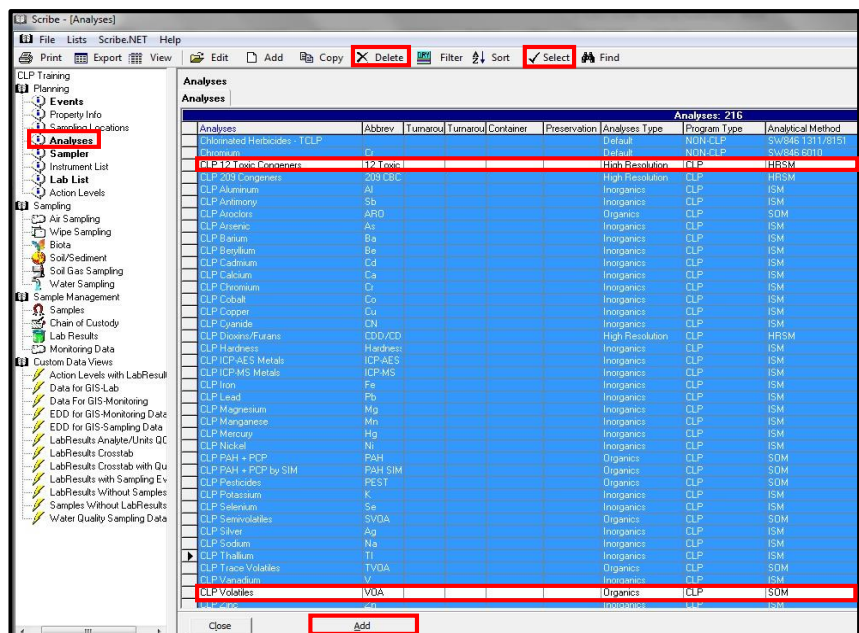 Scribe - [Analyses]
File Lists Scribe.NET Help
Print Export View Edit Add Copy Delete Filter Sort Select Find
CLP Training
Planning
Events
Property Info
Sampling Locations
Analyses
Sampler
Instrument List
Lab List
Action Levels
Sampling
Air Sampling
Wipe Sampling
Biota
Soil/Sediment
Soil Gas Sampling
Water Sampling
Sample Management
Samples
Chain of Custody
Lab Results
Monitoring Data
Custom Data Views
Action Levels with LabResul
Data for GIS-Lab
Data For GIS-Monitoring
EDD for GIS-Monitoring Data
EDD for GIS-Sampling Data
LabResults Analyte/Units QC
LabResults Crosstab
LabResults Crosstab with Qu
LabResults with Sampling Ev
LabResults Without Samples
Samples Without LabResults
Water Quality Sampling Data
Analyses
Analyses
Analyses: 216
Analyses Abbrev Turnarou Turnarou Container Preservation Analyses Type Program Type Analytical Method
Chlorinated Herbicides - TCLP Default NON-CLP SW846 1311/8151
Chromium Cr Default NON-CLP SW846 6010
CLP 12 Toxic Congeners 12 Toxic High Resolution CLP HRSM
CLP 209 Congeners 209 CBC High Resolution CLP HRSM
CLP Aluminum Al Inorganics CLP ISM
CLP Antimony Sb Inorganics CLP ISM
CLP Aroclors ARO Organics CLP SOM
CLP Arsenic As Inorganics CLP ISM
CLP Barium Ba Inorganics CLP ISM
CLP Beryllium Be Inorganics CLP ISM
CLP Cadmium Cd Inorganics CLP ISM
CLP Calcium Ca Inorganics CLP ISM
CLP Chromium Cr Inorganics CLP ISM
CLP Cobalt Co Inorganics CLP ISM
CLP Copper Cu Inorganics CLP ISM
CLP Cyanide CN Inorganics CLP ISM
CLP Dioxins/Furans CDD/CD High Resolution CLP HRSM
CLP Hardness Hardnes: Inorganics CLP ISM
CLP ICP-AES Metals ICP-AES Inorganics CLP ISM
CLP ICP-MS Metals ICP-MS Inorganics CLP ISM
CLP Iron Fe Inorganics CLP ISM
CLP Lead Pb Inorganics CLP ISM
CLP Magnesium Mg Inorganics CLP ISM
CLP Manganese Mn Inorganics CLP ISM
CLP Mercury Hg Inorganics CLP ISM
CLP Nickel Ni Inorganics CLP ISM
CLP PAH + PCP PAH Organics CLP SOM
CLP PAH + PCP by SIM PAH SIM Organics CLP SOM
CLP Pesticides PEST Organics CLP SOM
CLP Potassium K Inorganics CLP ISM
CLP Selenium Se Inorganics CLP ISM
CLP Semivolatiles SVOA Organics CLP SOM
CLP Silver Ag Inorganics CLP ISM
CLP Sodium Na Inorganics CLP ISM
CLP Thallium Tl Inorganics CLP ISM
CLP Trace Volatiles TVOA Organics CLP SOM
CLP Vanadium V Inorganics CLP ISM
CLP Volatiles VOA Organics CLP SOM
CLP Zinc Zn Inorganics CLP ISM
Close Add